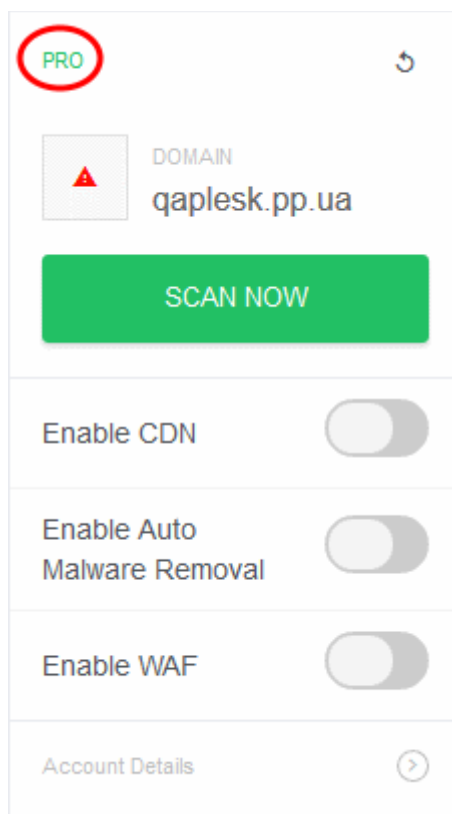 PRO
DOMAIN
qaplesk.pp.ua
SCAN NOW
Enable CDN
Enable Auto
Malware Removal
Enable WAF
Account Details